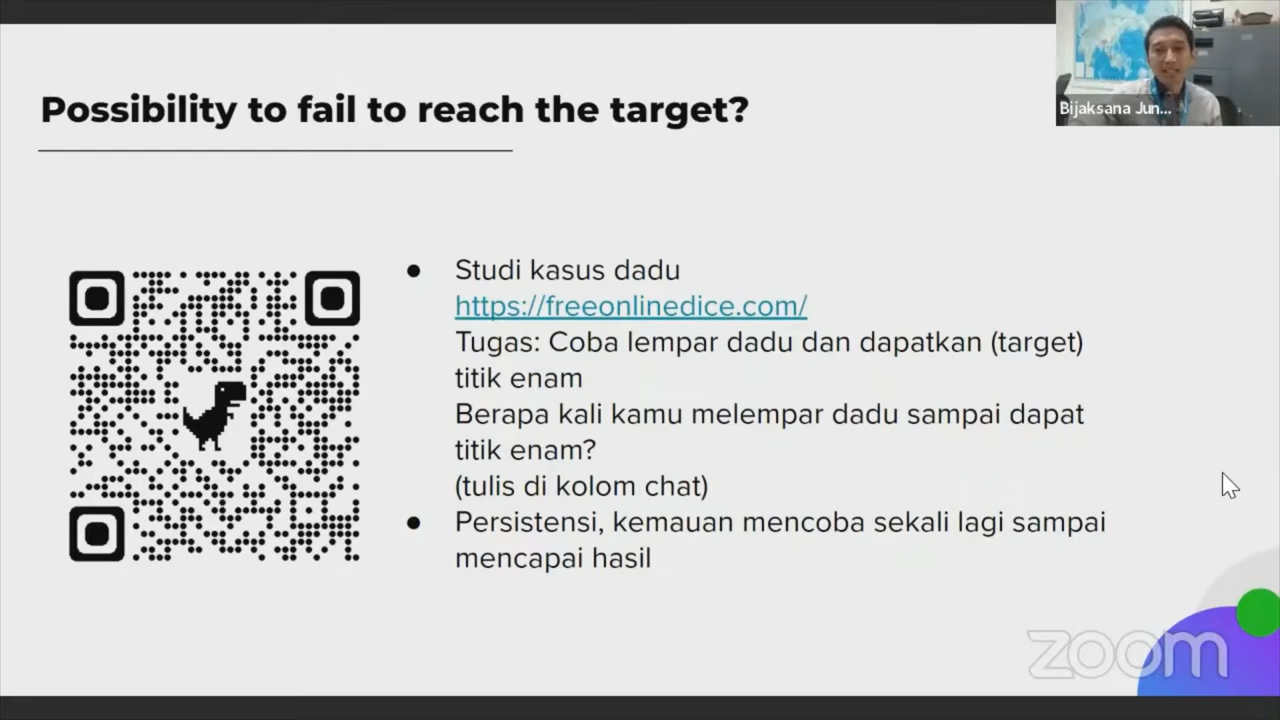 Possibility to fail to reach the target?
Bijaksana Jun...
Studi kasus dadu
https://freeonlinedice.com/
Tugas: Coba lempar dadu dan dapatkan (target)
titik enam
Berapa kali kamu melempar dadu sampai dapat
titik enam?
(tulis di kolom chat)
Persistensi, kemauan mencoba sekali lagi sampai
mencapai hasil
zoom